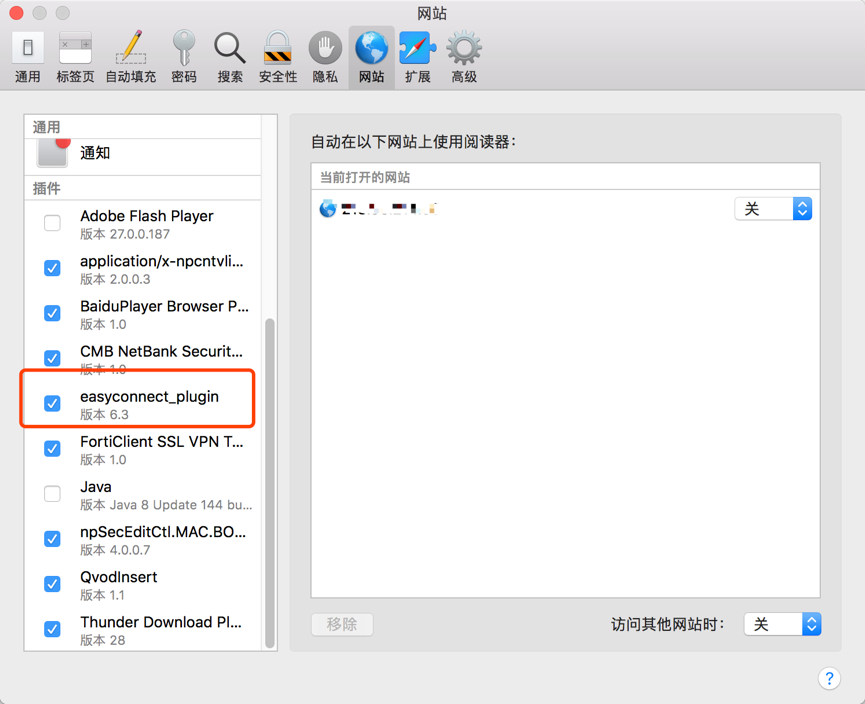 网站
通用 标签页 自动填充 密码 搜索 安全性 隐私 网站 扩展 高级
通用
通知
插件
Adobe Flash Player
版本 27.0.0.187
application/x-npcntvli...
版本 2.0.0.3
BaiduPlayer Browser P...
版本 1.0
CMB NetBank Securit...
版本 1.0
easyconnect_plugin
版本 6.3
FortiClient SSL VPN T...
版本 1.0
Java
版本 Java 8 Update 144 bu...
npSecEditCtl.MAC.BO...
版本 4.0.0.7
QvodInsert
版本 1.1
Thunder Download Pl...
版本 28
自动在以下网站上使用阅读器：
当前打开的网站
关
移除
访问其他网站时： 关
?